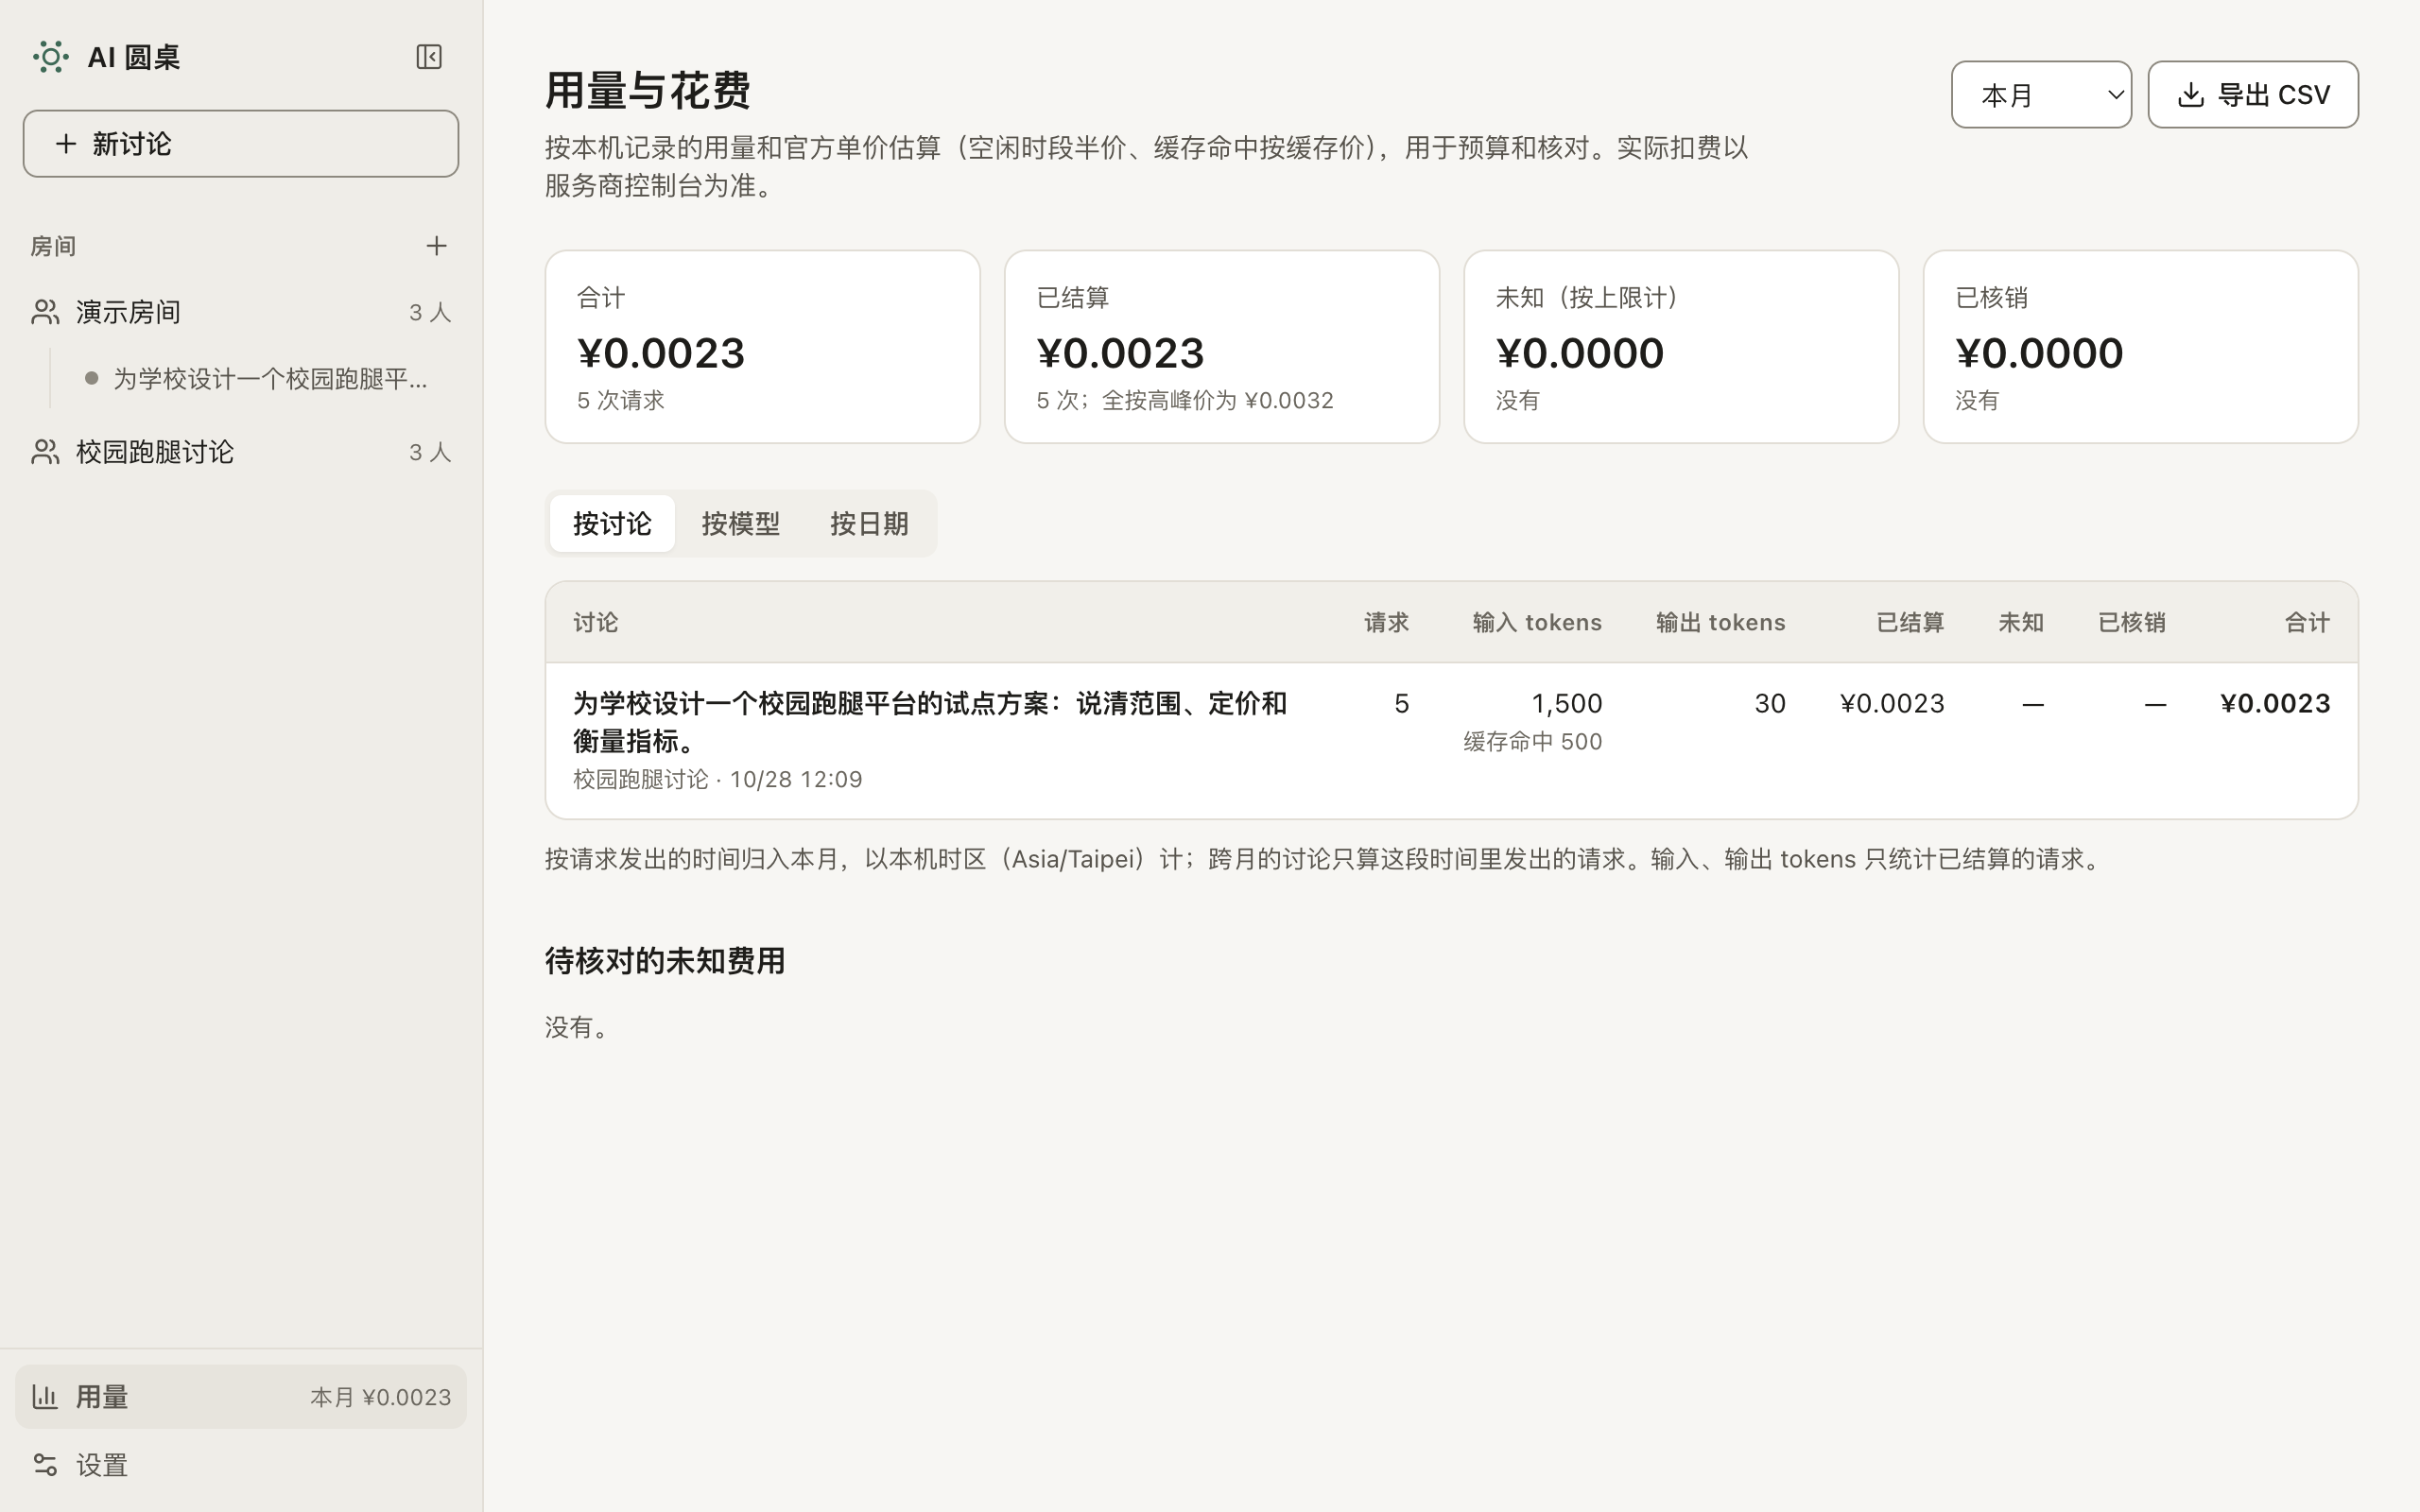 AI 圆桌
新讨论
房间
演示房间 3 人
为学校设计一个校园跑腿平...
校园跑腿讨论 3 人
用量 本月 ¥0.0023
设置
用量与花费
本月
导出 CSV
按本机记录的用量和官方单价估算（空闲时段半价、缓存命中按缓存价），用于预算和核对。实际扣费以
服务商控制台为准。
合计
¥0.0023
5 次请求
已结算
¥0.0023
5 次；全按高峰价为 ¥0.0032
未知（按上限计）
¥0.0000
没有
已核销
¥0.0000
没有
按讨论 按模型 按日期
讨论 请求 输入 tokens 输出 tokens 已结算 未知 已核销 合计
为学校设计一个校园跑腿平台的试点方案：说清范围、定价和 5 1,500 30 ¥0.0023 — — ¥0.0023
衡量指标。 缓存命中 500
校园跑腿讨论 · 10/28 12:09
按请求发出的时间归入本月，以本机时区（Asia/Taipei）计；跨月的讨论只算这段时间里发出的请求。输入、输出 tokens 只统计已结算的请求。
待核对的未知费用
没有。